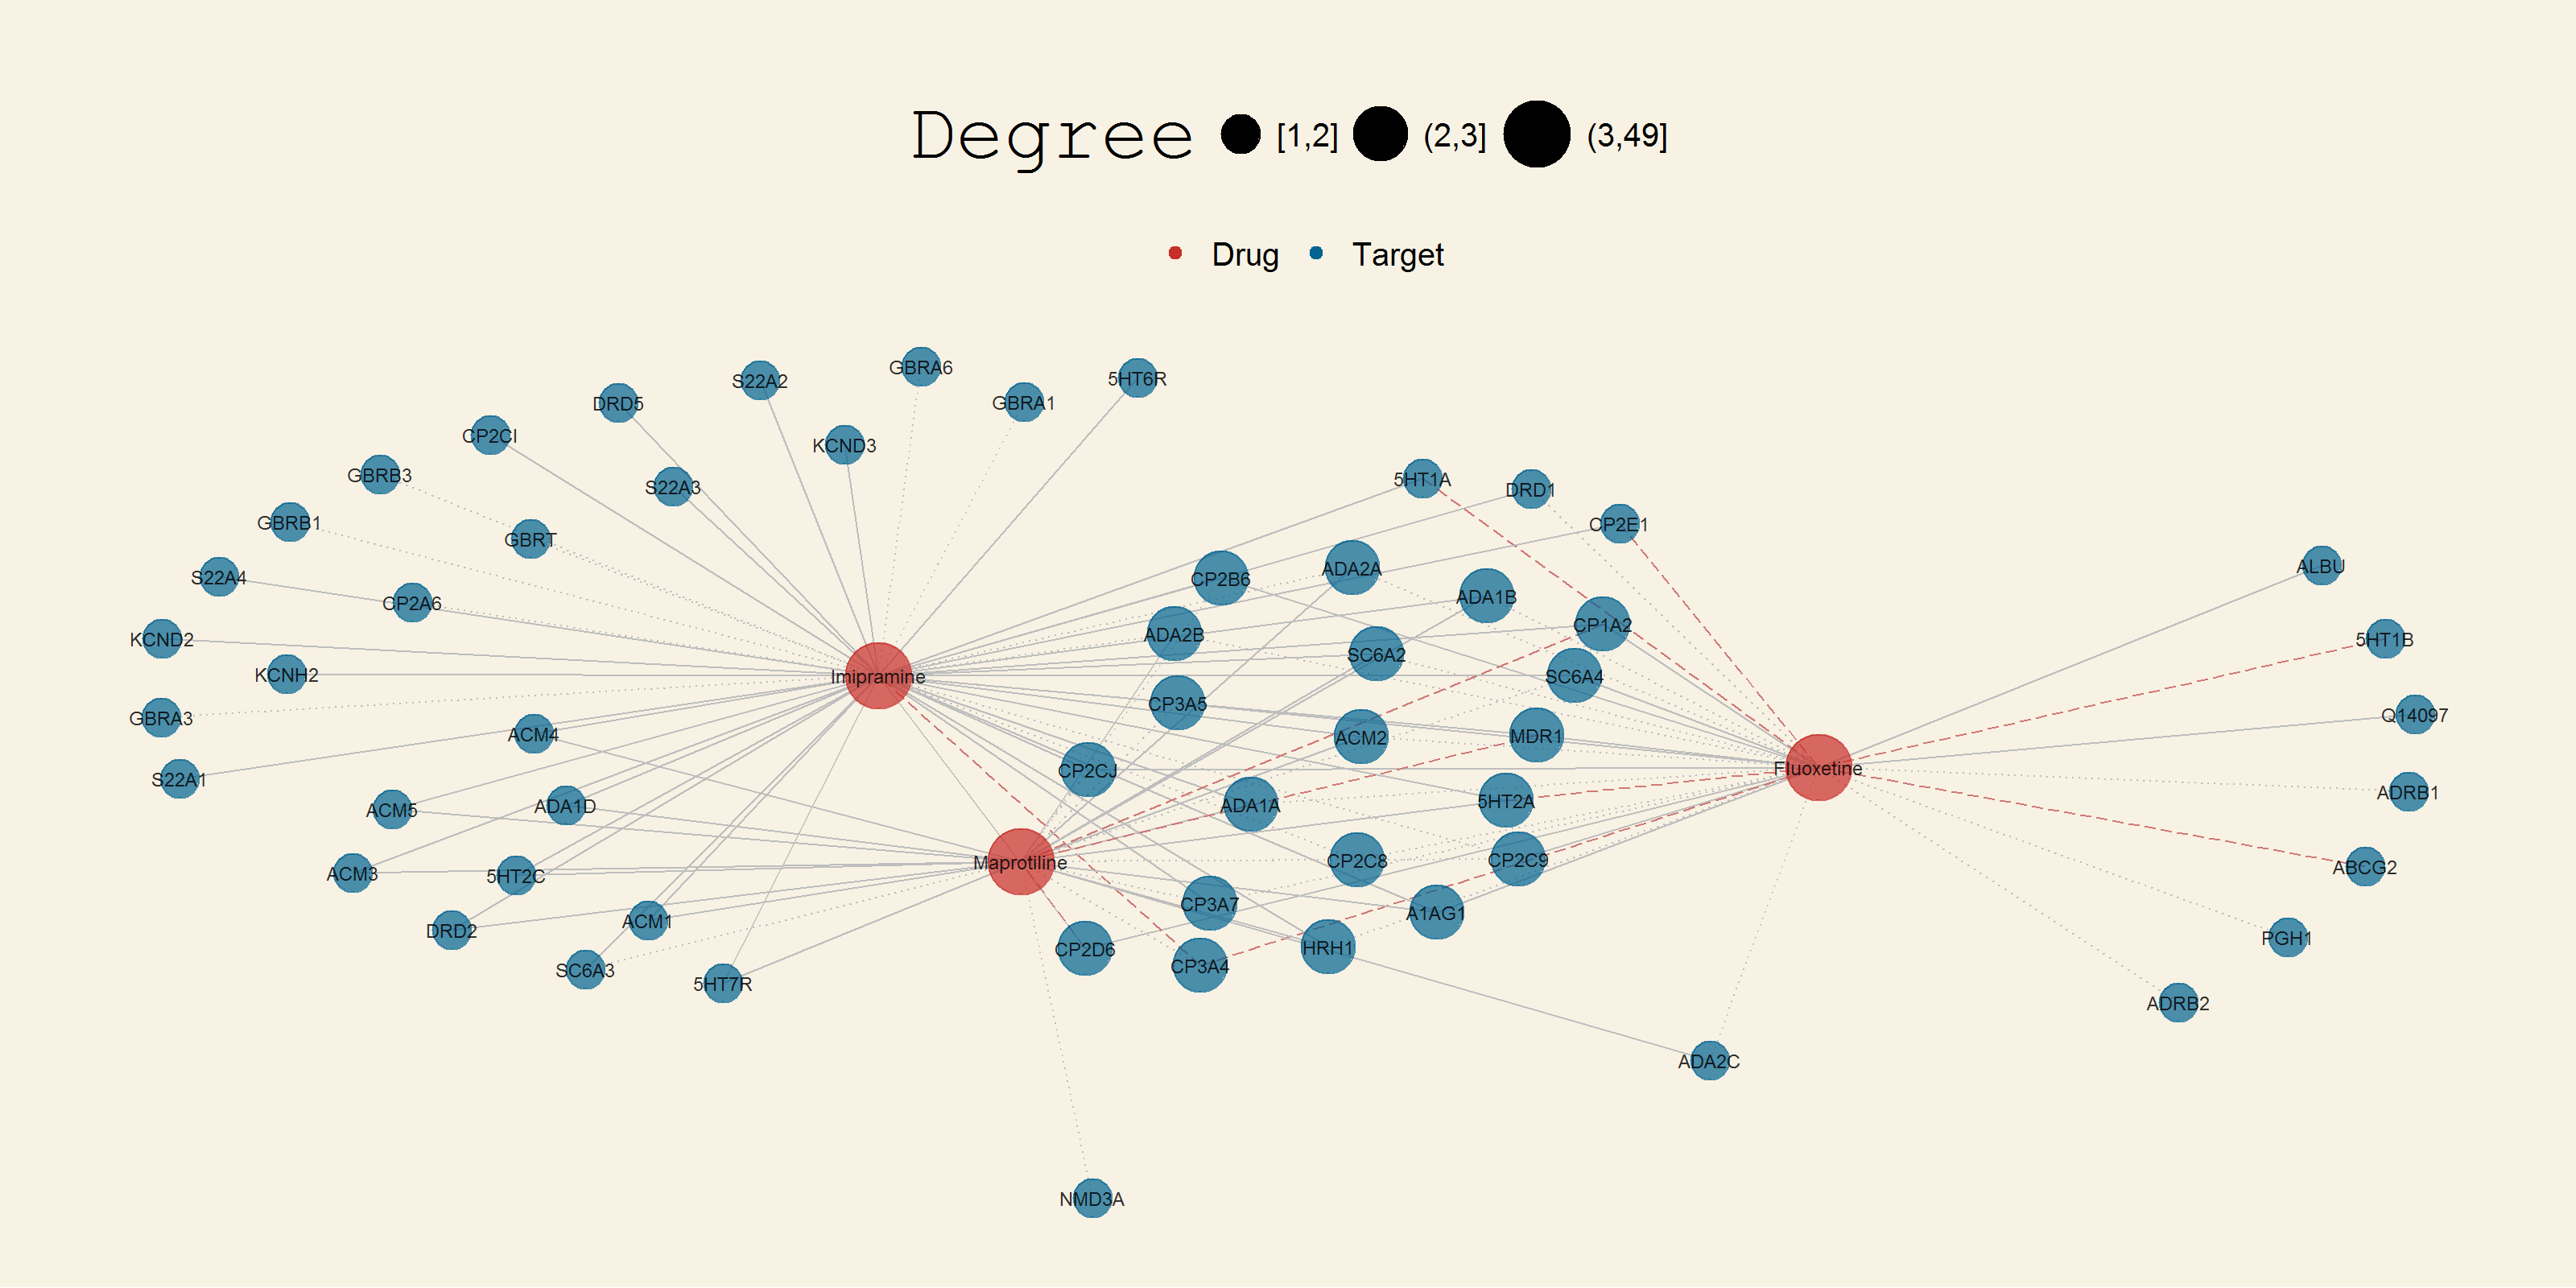 Degree [1,2] (2,3] (3,49]
Drug Target
GBRA6
5HT6R
S22A2
GBRA1
DRD5
CP2CI
KCND3
GBRB3
5HT1A
S22A3
DRD1
GBRB1
CP2E1
GBRT
ALBU
ADA2A
S22A4
CP2B6
ADA1B
CP2A6
CP1A2
ADA2B
KCND2
5HT1B
SC6A2
KCNH2
Imipramine
SC6A4
CP3A5
Q14097
GBRA3
ACM4
MDR1
ACM2
Fluoxetine
CP2CJ
S22A1
ADRB1
5HT2A
ADA1A
ADA1D
ACM5
CP2C9
CP2C8
Maprotiline
ABCG2
ACM3
5HT2C
CP3A7
A1AG1
ACM1
DRD2
PGH1
HRH1
CP2D6
CP3A4
SC6A3
5HT7R
ADRB2
ADA2C
NMD3A